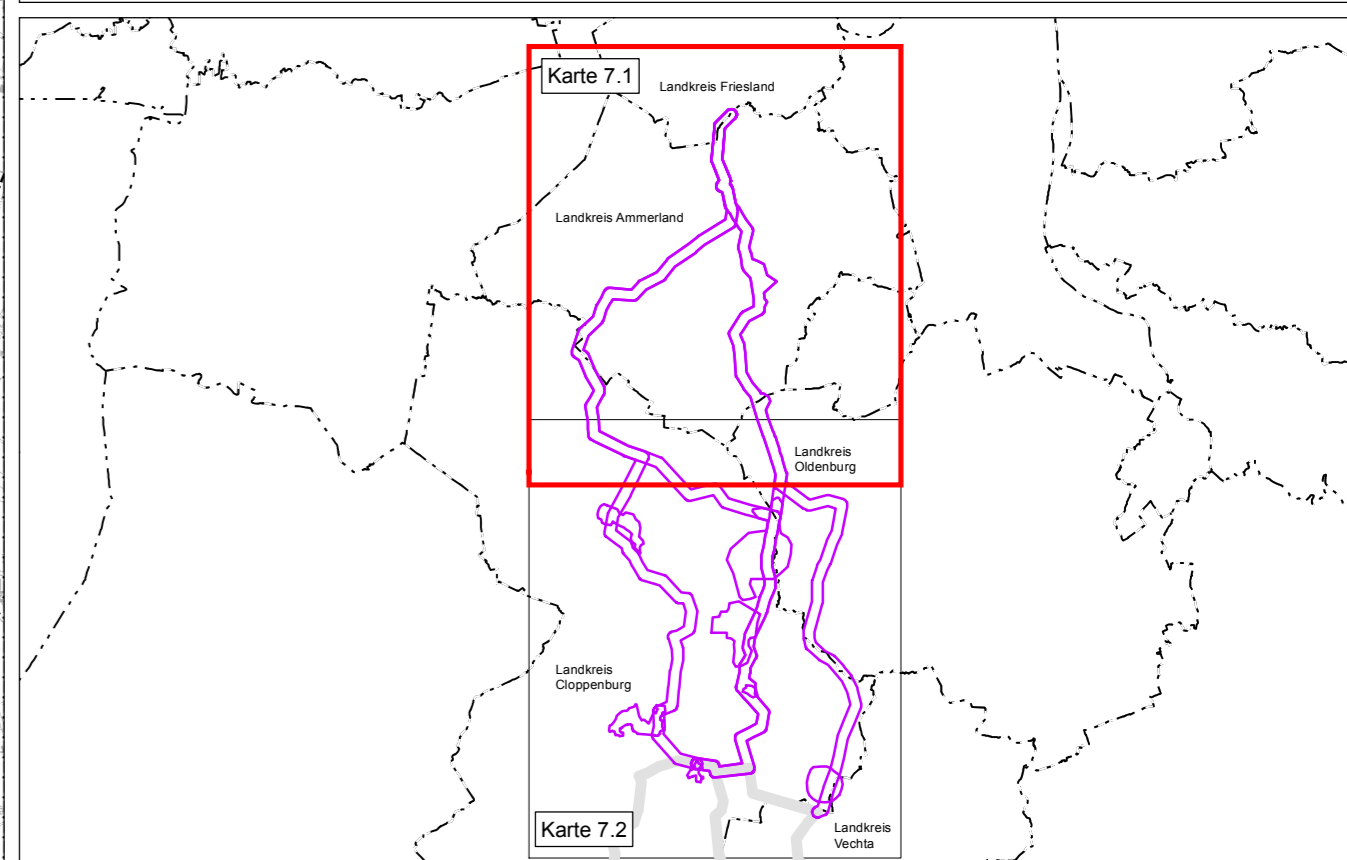 Karte 7.1
Landkreis Friesland
Landkreis Ammerland
Landkreis
Oldenburg
Landkreis
Cloppenburg
Karte 7.2
Landkreis
Vechta